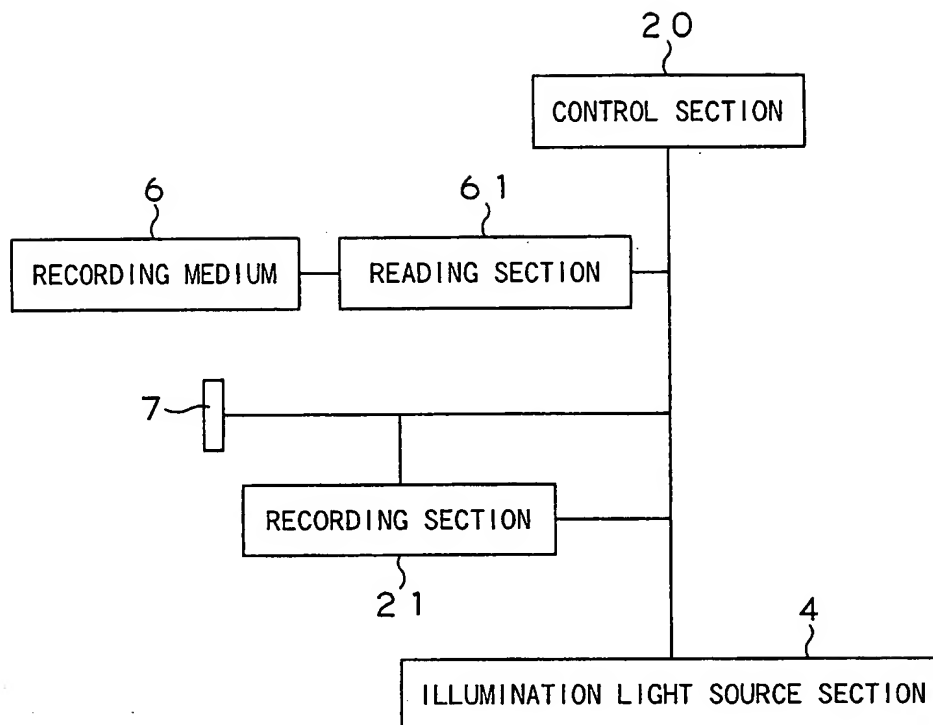 20
CONTROL SECTION
6
61
RECORDING MEDIUM
READING SECTION
7
RECORDING SECTION
21
4
ILLUMINATION LIGHT SOURCE SECTION